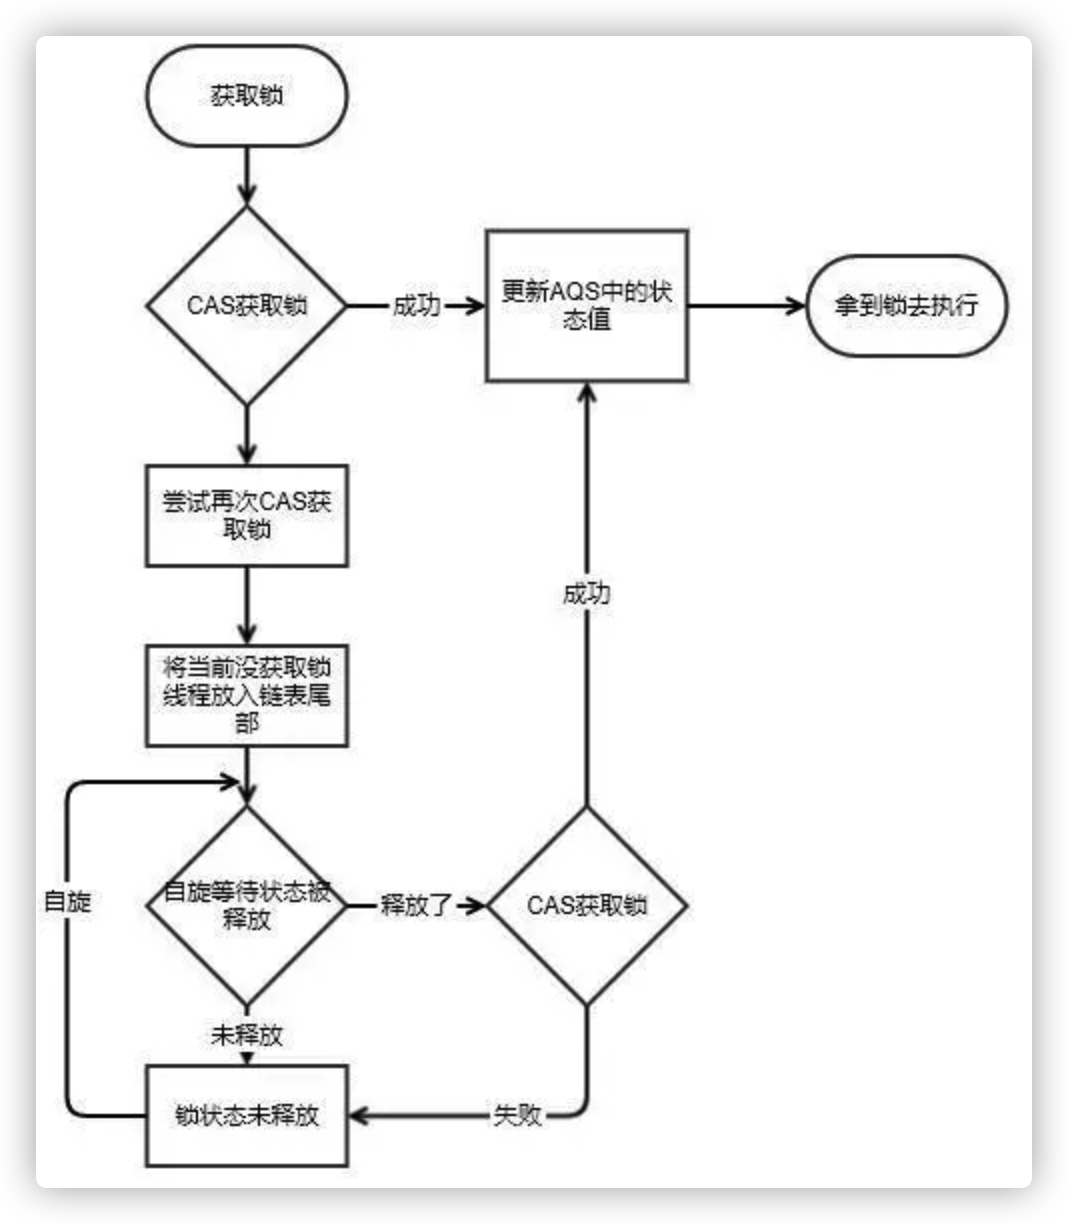 获取锁
CAS获取锁
成功
更新AQS中的状
态值
拿到锁去执行
尝试再次CAS获
取锁
将当前没获取锁
线程放入链表尾
部
成功
自旋
自旋等待状态被
释放
释放了
CAS获取锁
未释放
锁状态未释放
失败